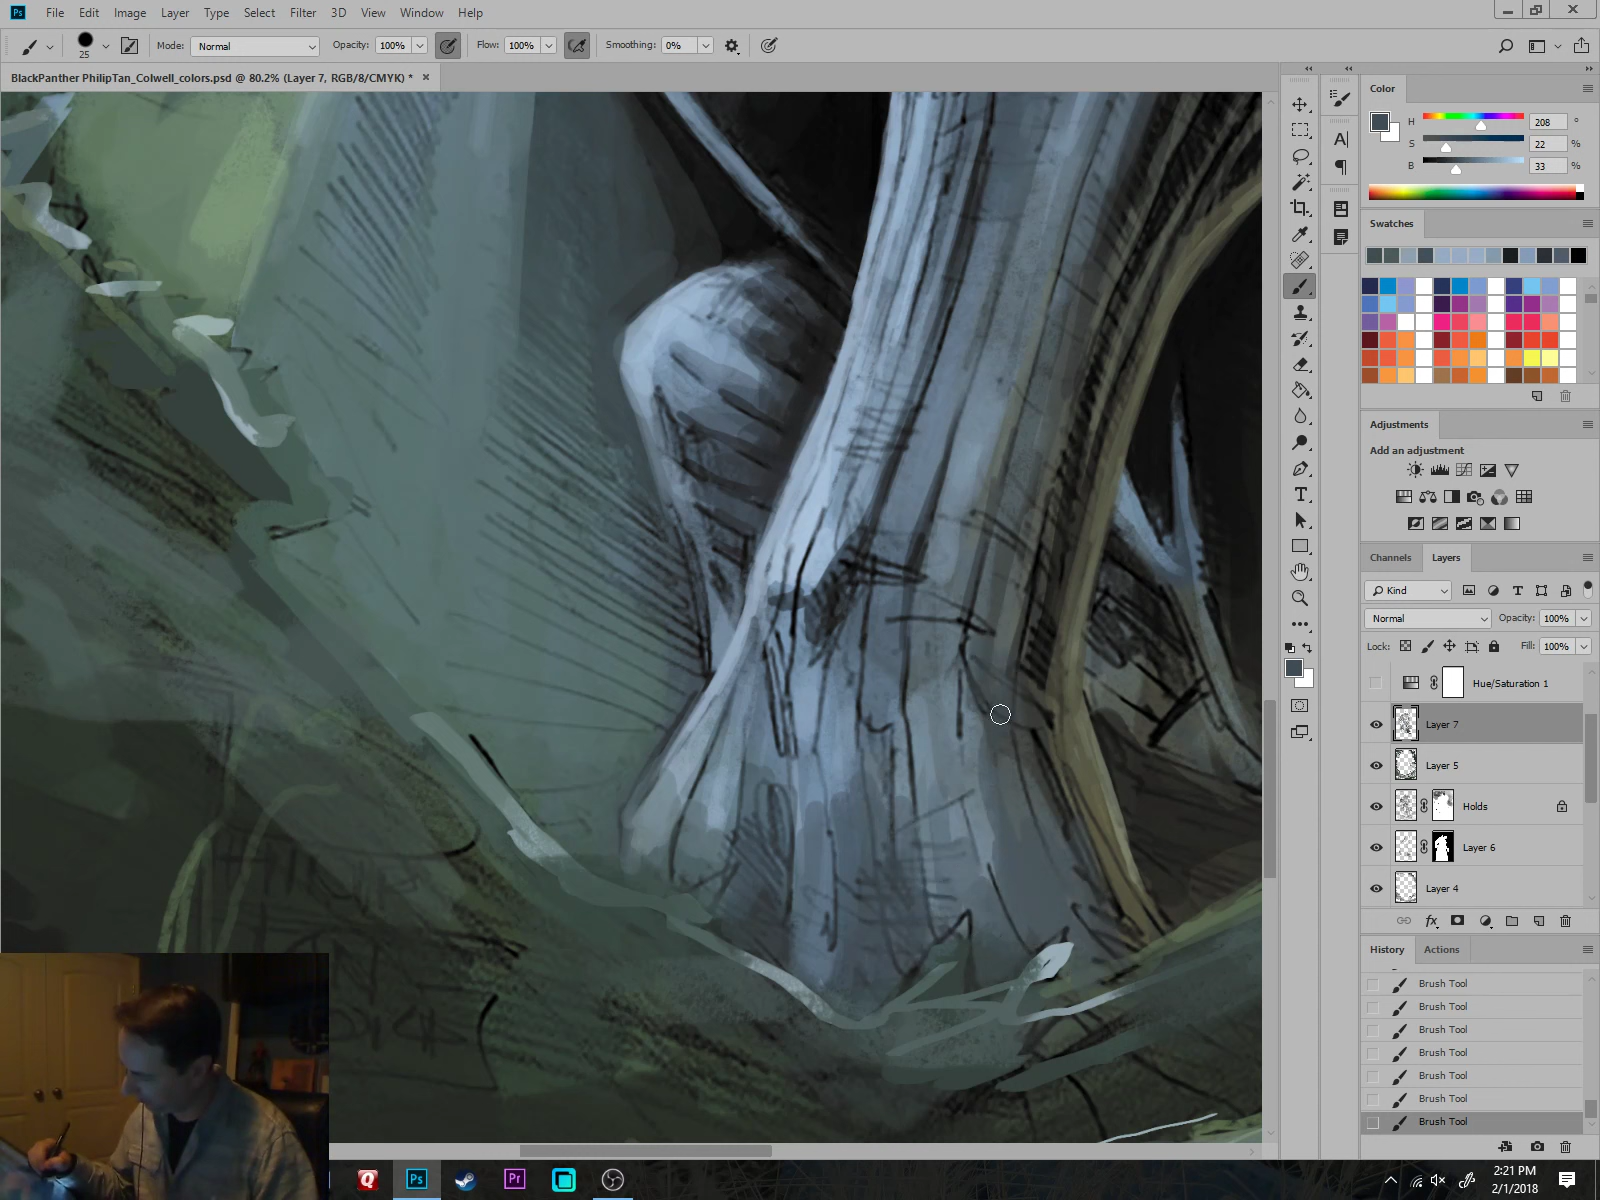 Ps File Edit Image Layer Type Select Filter 3D View Window Help
25 Mode: Normal Opacity: 100% Flow: 100% Smoothing: 0%
BlackPanther PhilipTan_Colwell_colors.psd @ 80.2% (Layer 7, RGB/8/CMYK) * ×
Color
H 208 °
S 22 %
B 33 %
Swatches
Adjustments
Add an adjustment
Channels Layers
Kind
Normal Opacity: 100%
Lock: Fill: 100%
Hue/Saturation 1
Layer 7
Layer 5
Holds
Layer 6
Layer 4
fx
History Actions
Brush Tool
Brush Tool
Brush Tool
Brush Tool
Brush Tool
Brush Tool
Brush Tool
Q Ps Pr
2:21 PM
2/1/2018